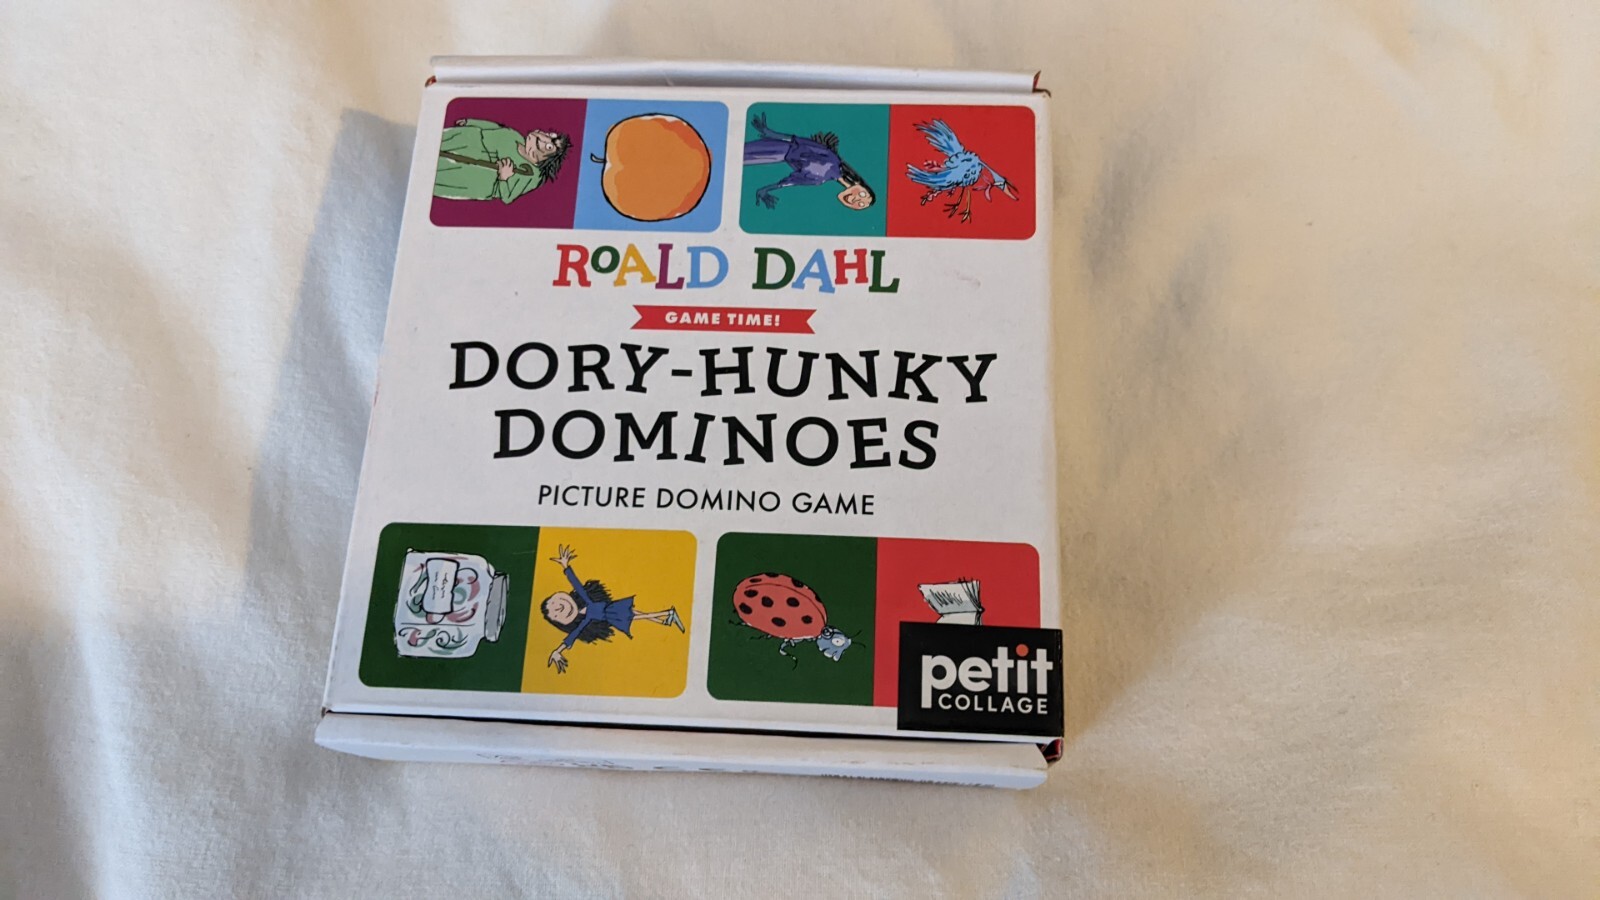 ROALD DAHL
GAME TIME!
DORY-HUNKY
DOMINOES
PICTURE DOMINO GAME
petit
COLLAGE